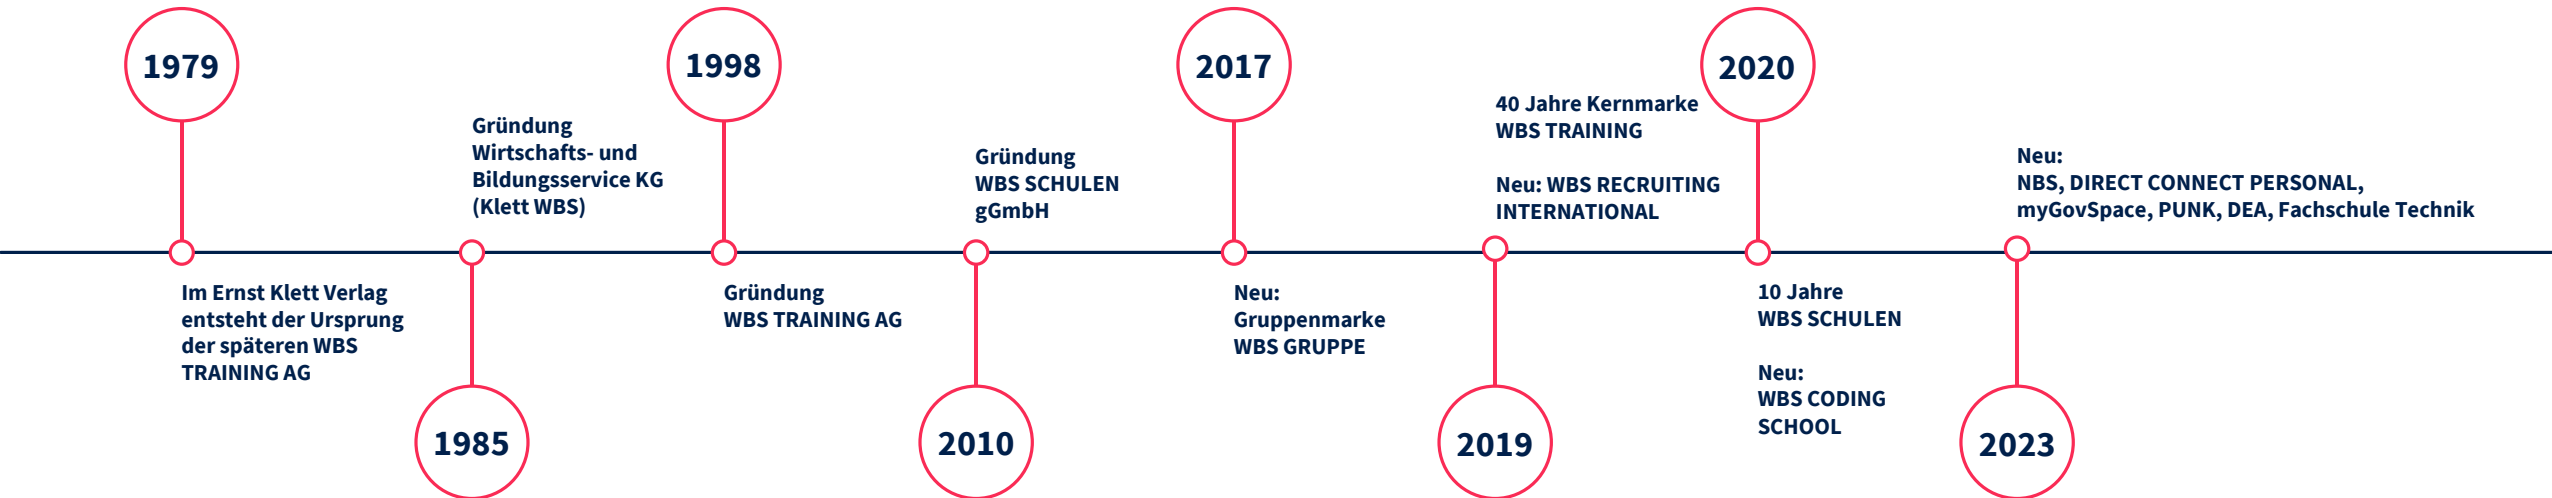 1979
Im Ernst Klett Verlag
entsteht der Ursprung
der späteren WBS
TRAINING AG
Gründung
Wirtschafts- und
Bildungsservice KG
(Klett WBS)
1985
1998
Gründung
WBS TRAINING AG
Gründung
WBS SCHULEN
gGmbH
2010
2017
Neu:
Gruppenmarke
WBS GRUPPE
40 Jahre Kernmarke
WBS TRAINING
Neu: WBS RECRUITING
INTERNATIONAL
2019
2020
10 Jahre
WBS SCHULEN
Neu:
WBS CODING
SCHOOL
Neu:
NBS, DIRECT CONNECT PERSONAL,
myGovSpace, PUNK, DEA, Fachschule Technik
2023